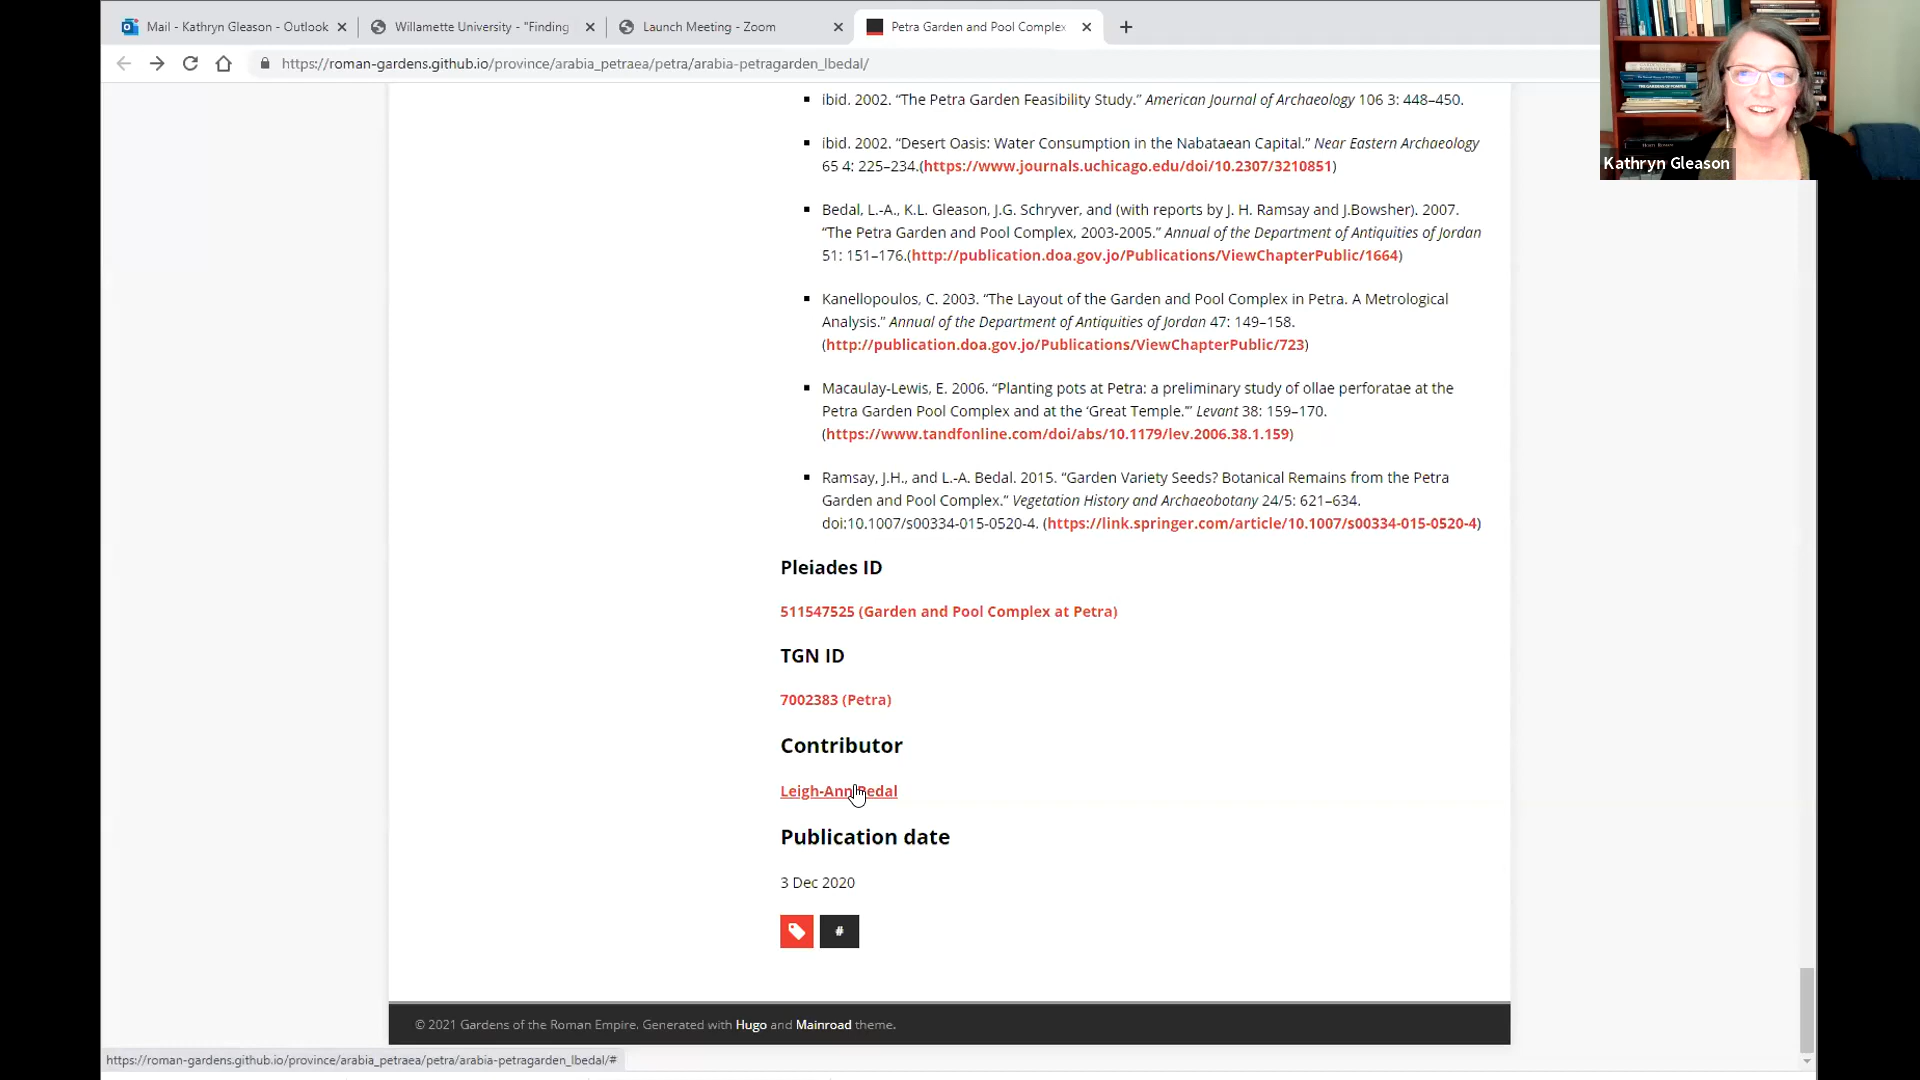 Mail - Kathryn Gleason - Outlook
Willamette University - "Finding
Launch Meeting - Zoom
Petra Garden and Pool Complex
https://roman-gardens.github.io/province/arabia_petraea/petra/arabia-petragarden_lbedal/
Kathryn Gleason
ibid. 2002. “The Petra Garden Feasibility Study.” American Journal of Archaeology 106 3: 448–450.
ibid. 2002. “Desert Oasis: Water Consumption in the Nabataean Capital.” Near Eastern Archaeology
65 4: 225–234.(https://www.journals.uchicago.edu/doi/10.2307/3210851)
Bedal, L.-A., K.L. Gleason, J.G. Schryver, and (with reports by J. H. Ramsay and J.Bowsher). 2007.
“The Petra Garden and Pool Complex, 2003-2005.” Annual of the Department of Antiquities of Jordan
51: 151–176.(http://publication.doa.gov.jo/Publications/ViewChapterPublic/1664)
Kanellopoulos, C. 2003. “The Layout of the Garden and Pool Complex in Petra. A Metrological
Analysis.” Annual of the Department of Antiquities of Jordan 47: 149–158.
(http://publication.doa.gov.jo/Publications/ViewChapterPublic/723)
Macaulay-Lewis, E. 2006. “Planting pots at Petra: a preliminary study of ollae perforatae at the
Petra Garden Pool Complex and at the ‘Great Temple.’” Levant 38: 159–170.
(https://www.tandfonline.com/doi/abs/10.1179/lev.2006.38.1.159)
Ramsay, J.H., and L.-A. Bedal. 2015. “Garden Variety Seeds? Botanical Remains from the Petra
Garden and Pool Complex.” Vegetation History and Archaeobotany 24/5: 621–634.
doi:10.1007/s00334-015-0520-4. (https://link.springer.com/article/10.1007/s00334-015-0520-4)
Pleiades ID
511547525 (Garden and Pool Complex at Petra)
TGN ID
7002383 (Petra)
Contributor
Leigh-Ann Bedal
Publication date
3 Dec 2020
#
© 2021 Gardens of the Roman Empire. Generated with Hugo and Mainroad theme.
https://roman-gardens.github.io/province/arabia_petraea/petra/arabia-petragarden_lbedal/#